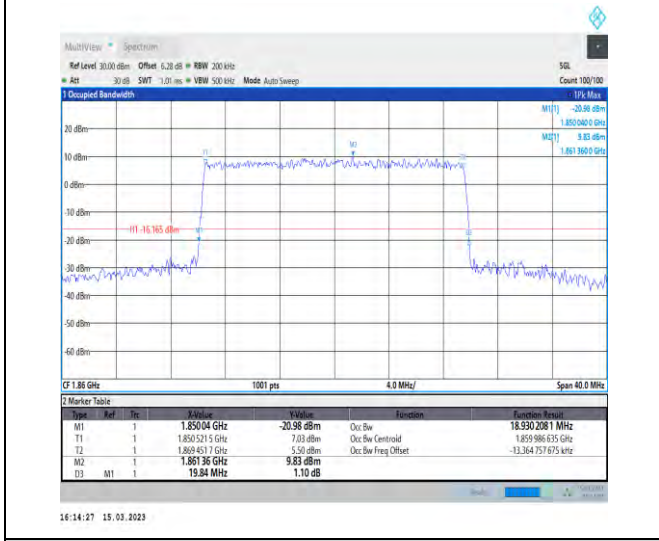 MultiView Spectrum
Ref Level 30.00 dBm Offset 6.28 dB RBW 200 kHz SGL
Att 30 dB SWT 1.01 ms VBW 500 kHz Mode Auto Sweep Count 100/100
1 Occupied Bandwidth 1Pk Max
M1[1] -20.98 dBm
1.850 040 0 GHz
M2[1] 9.83 dBm
1.861 360 0 GHz
20 dBm
M2
10 dBm
0 dBm
-10 dBm
H1 -16.165 dBm
-20 dBm
-30 dBm
-40 dBm
-50 dBm
-60 dBm
CF 1.86 GHz 1001 pts 4.0 MHz/ Span 40.0 MHz
2 Marker Table
Type Ref Trc X-Value Y-Value Function Function Result
M1 1 1.85004 GHz -20.98 dBm Occ Bw 18.930 208 1 MHz
T1 1 1.850 521 5 GHz 7.03 dBm Occ Bw Centroid 1.859 986 635 GHz
T2 1 1.869 451 7 GHz 5.50 dBm Occ Bw Freq Offset -13.364 757 675 kHz
M2 1 1.86136 GHz 9.83 dBm
D3 M1 1 19.84 MHz 1.10 dB
16:14:27 15.03.2023